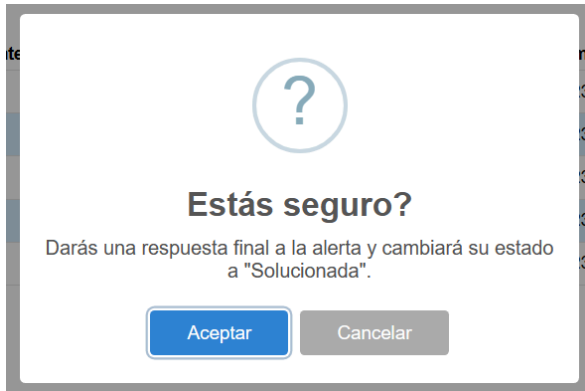 ?
Estás seguro?
Darás una respuesta final a la alerta y cambiará su estado
a "Solucionada".
Aceptar
Cancelar